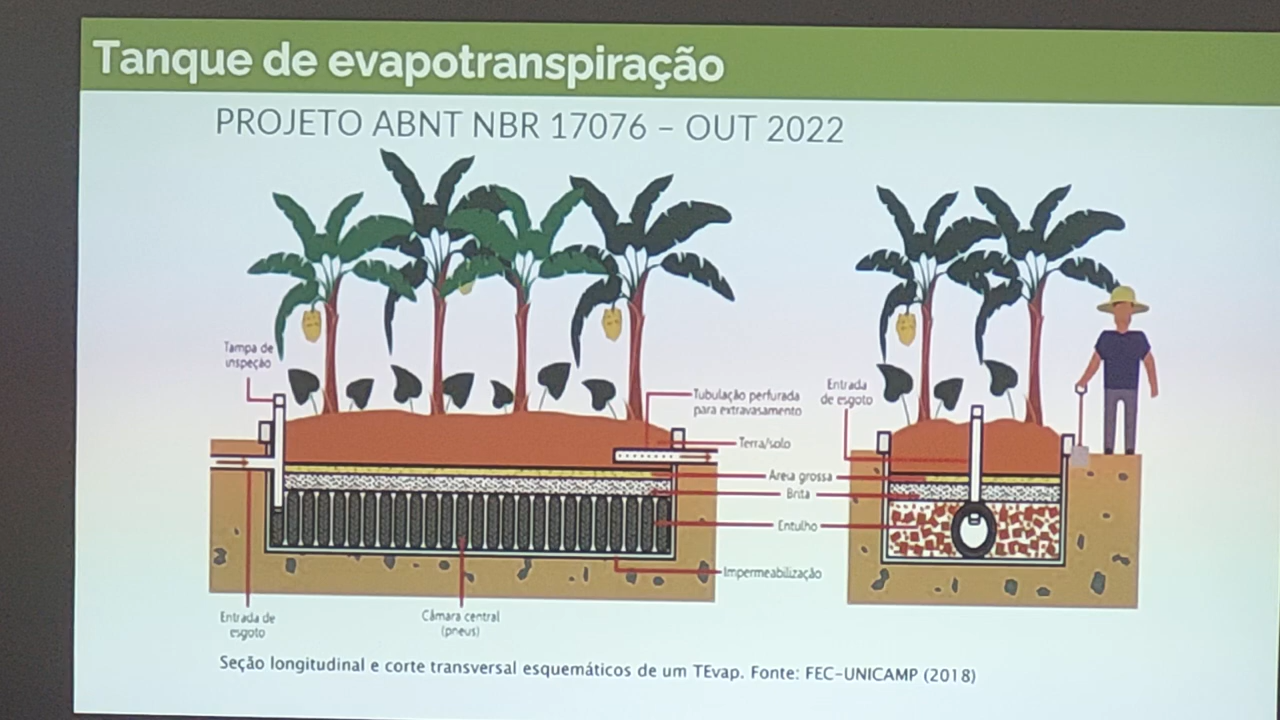 Tanque de evapotranspiração
PROJETO ABNT NBR 17076 – OUT 2022
Tampa de
inspeção
Tubulação perfurada
para extravasamento
Entrada
de esgoto
Terra/solo
Areia grossa
Brita
Entulho
Impermeabilização
Entrada de
esgoto
Câmara central
(pneus)
Seção longitudinal e corte transversal esquemáticos de um TEvap. Fonte: FEC-UNICAMP (2018)